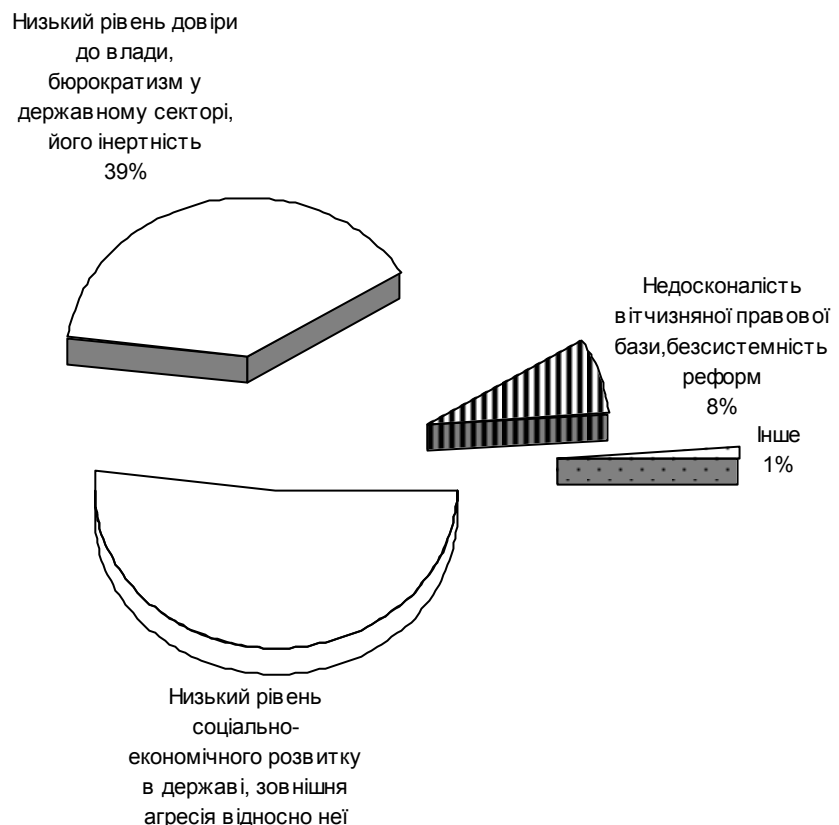 Низький рівень довіри
до влади,
бюрократизм у
державному секторі,
його інертність
39%
Недосконалість
вітчизняної правової
бази,безсистемність
реформ
8%
Інше
1%
Низький рівень
соціально-
економічного розвитку
в державі, зовнішня
агресія відносно неї